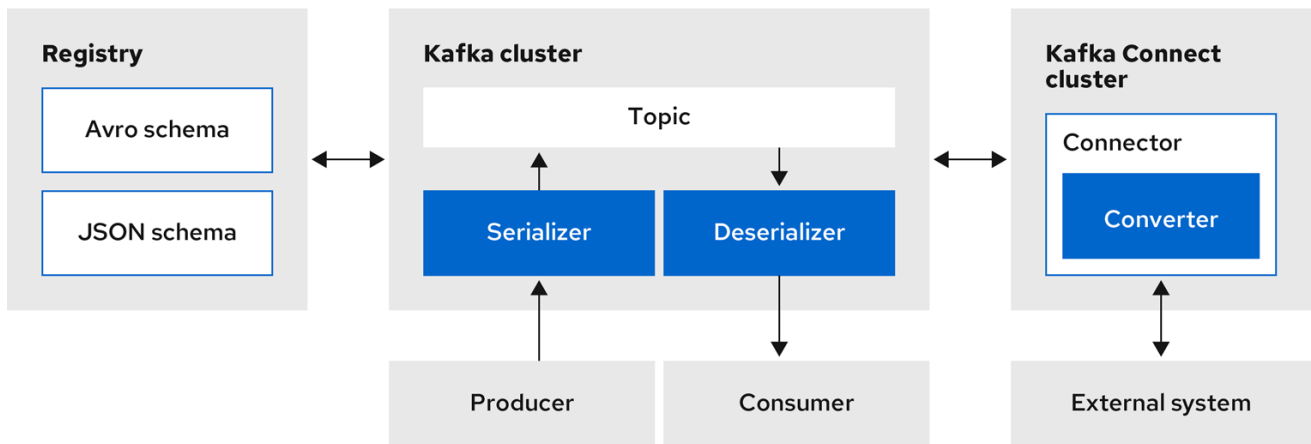 Registry
Avro schema
JSON schema
Kafka cluster
Topic
Serializer
Deserializer
Producer
Consumer
Kafka Connect
cluster
Connector
Converter
External system